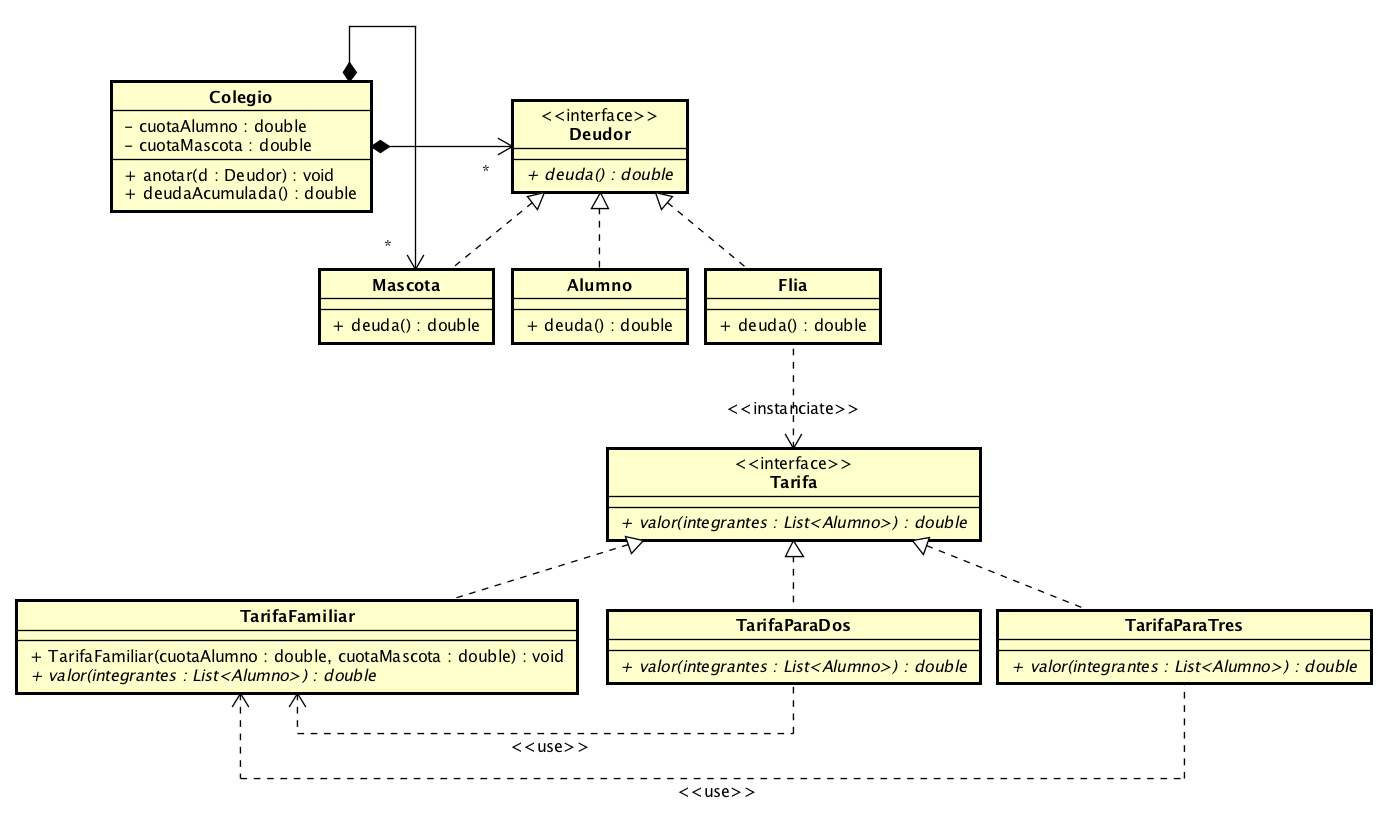 Colegio
- cuotaAlumno : double
- cuotaMascota : double
+ anotar(d : Deudor) : void
+ deudaAcumulada() : double
<<interface>>
Deudor
+ deuda() : double
*
*
Mascota
+ deuda() : double
Alumno
+ deuda() : double
Flia
+ deuda() : double
<<instanciate>>
<<interface>>
Tarifa
+ valor(integrantes : List<Alumno>) : double
TarifaFamiliar
+ TarifaFamiliar(cuotaAlumno : double, cuotaMascota : double) : void
+ valor(integrantes : List<Alumno>) : double
TarifaParaDos
+ valor(integrantes : List<Alumno>) : double
TarifaParaTres
+ valor(integrantes : List<Alumno>) : double
<<use>>
<<use>>